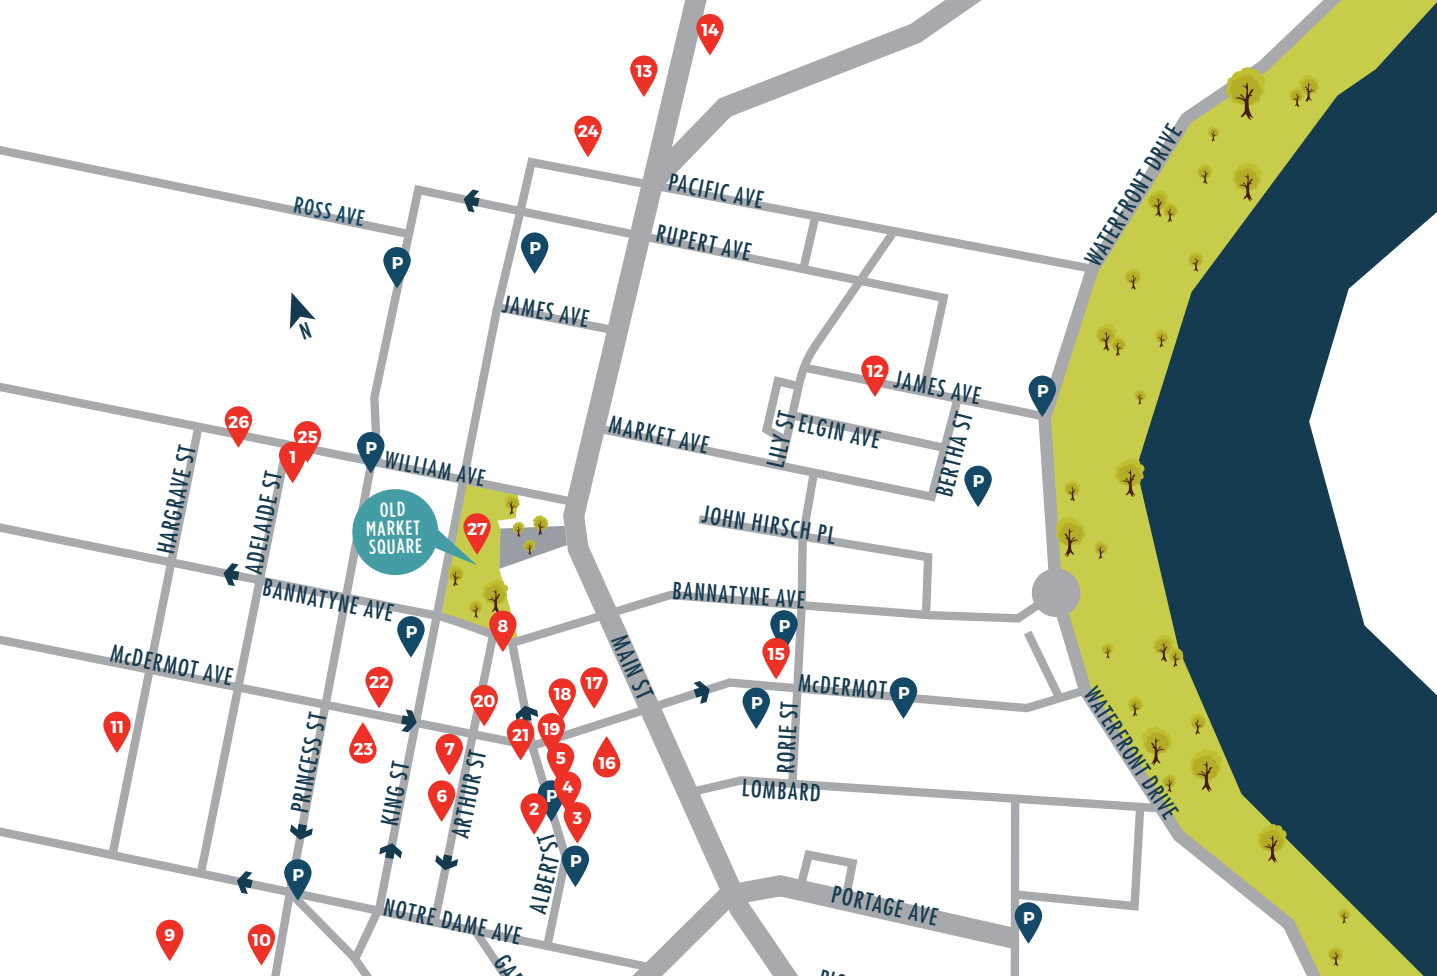 14
13
24
PACIFIC AVE
WATERFRONT DRIVE
ROSS AVE
RUPERT AVE
P
P
JAMES AVE
N
12
JAMES AVE
P
26
25
1
P
WILLIAM AVE
MARKET AVE
LILY ST
ELGIN AVE
BERTHA ST
P
HARGRAVE ST
ADELAIDE ST
OLD
MARKET
SQUARE
27
JOHN HIRSCH PL
BANNATYNE AVE
BANNATYNE AVE
P
8
P
15
MAIN ST
McDERMOT AVE
22
20
18
17
P
McDERMOT
P
WATERFRONT DRIVE
11
23
7
21
19
5
16
RORIE ST
PRINCESS ST
KING ST
ARTHUR ST
6
P
4
2
3
LOMBARD
ALBERT ST
P
P
NOTRE DAME AVE
PORTAGE AVE
P
9
10